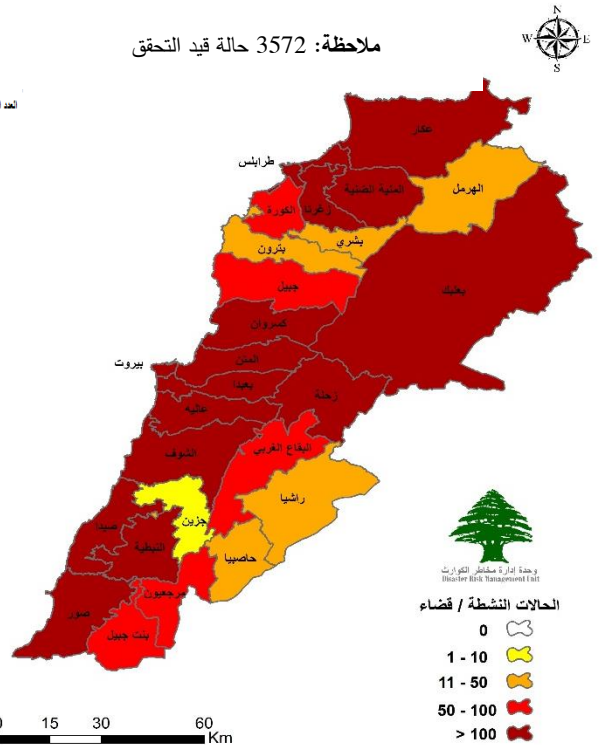 N
W E
S
ملاحظة: 3572 حالة قيد التحقق
عكار
طرابلس
المنية الضنية
الهرمل
زغرتا
الكورة
بشري
بترون
بعلبك
جبيل
كسروان
المتن
بيروت
بعبدا
زحلة
عاليه
الشوف
البقاع الغربي
راشيا
جزين
صيدا
النبطية
حاصبيا
مرجعيون
صور
بنت جبيل
وحدة إدارة مخاطر الكوارث
Disaster Risk Management Unit
الحالات النشطة / قضاء
0
1 - 10
11 - 50
50 - 100
> 100
0 15 30 60
Km